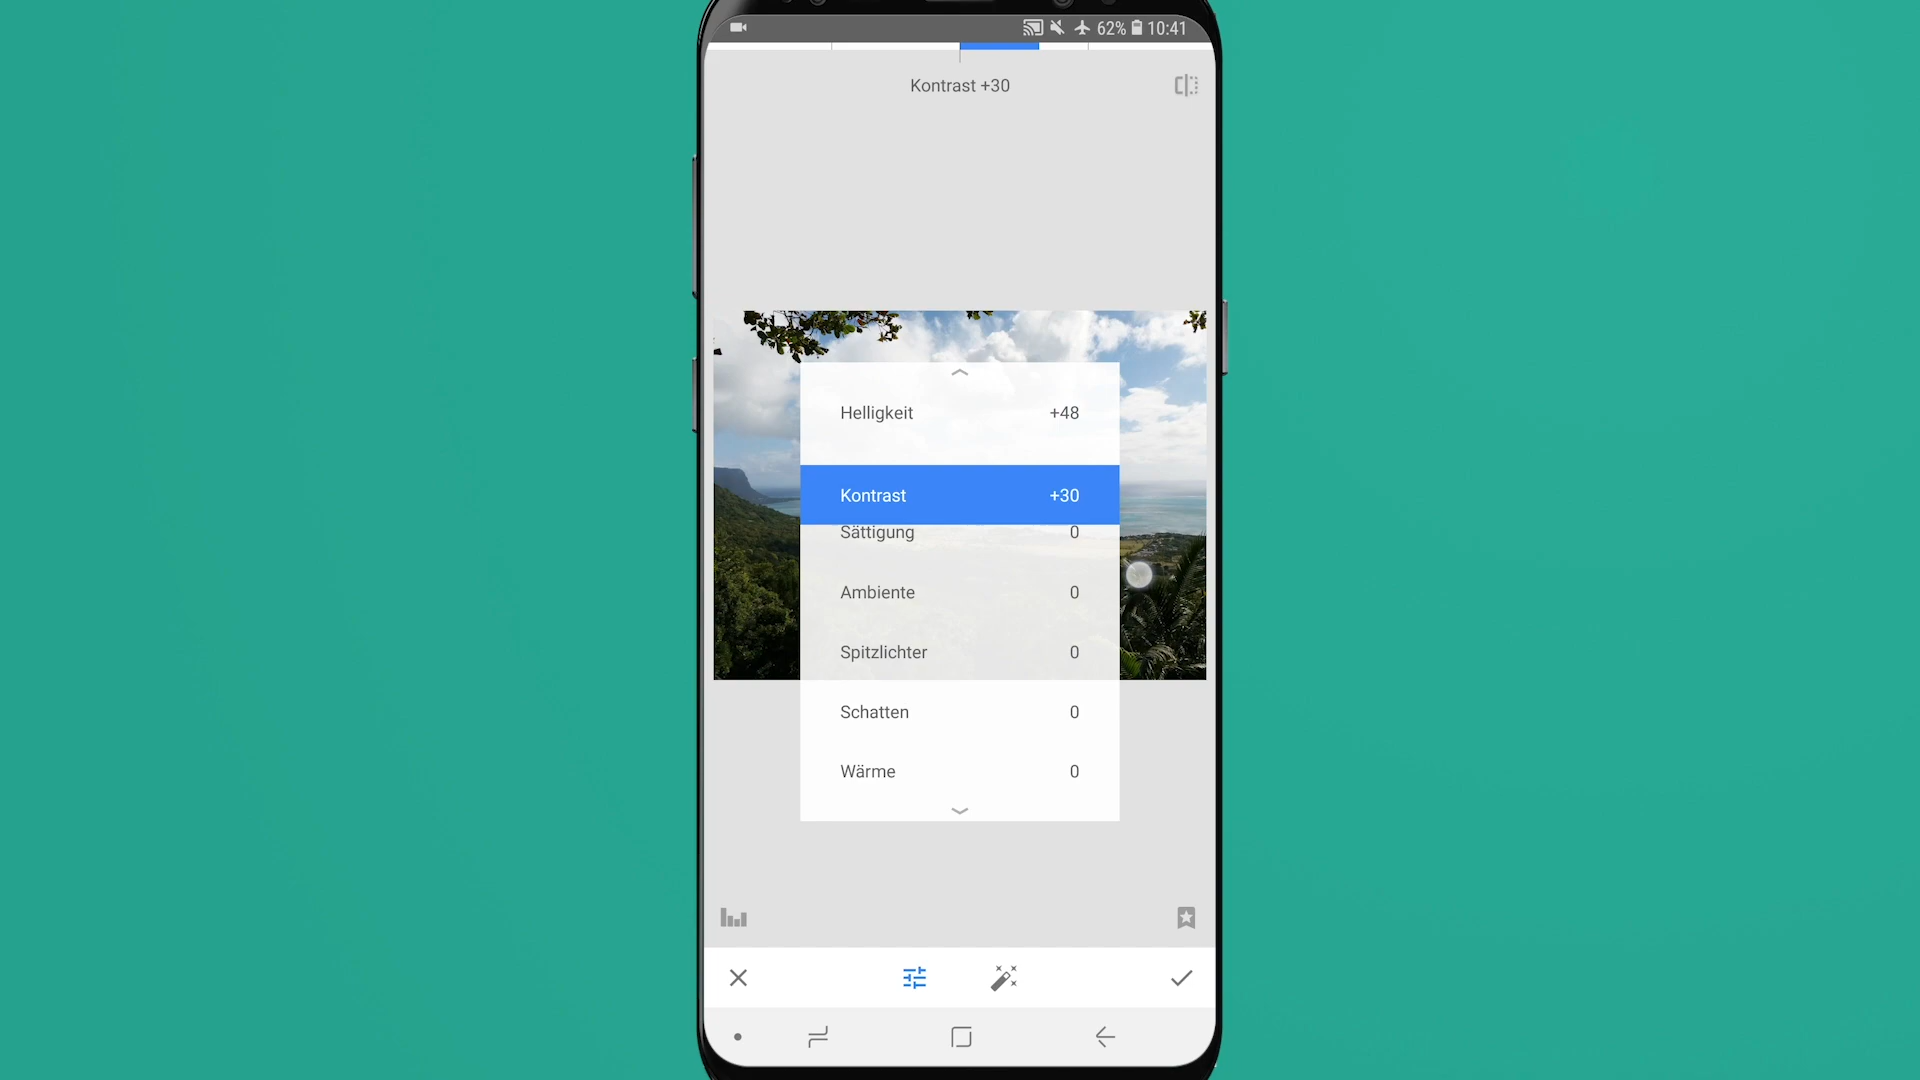 62% 10:41
Kontrast +30
Helligkeit +48
Kontrast +30
Sättigung 0
Ambiente 0
Spitzlichter 0
Schatten 0
Wärme 0